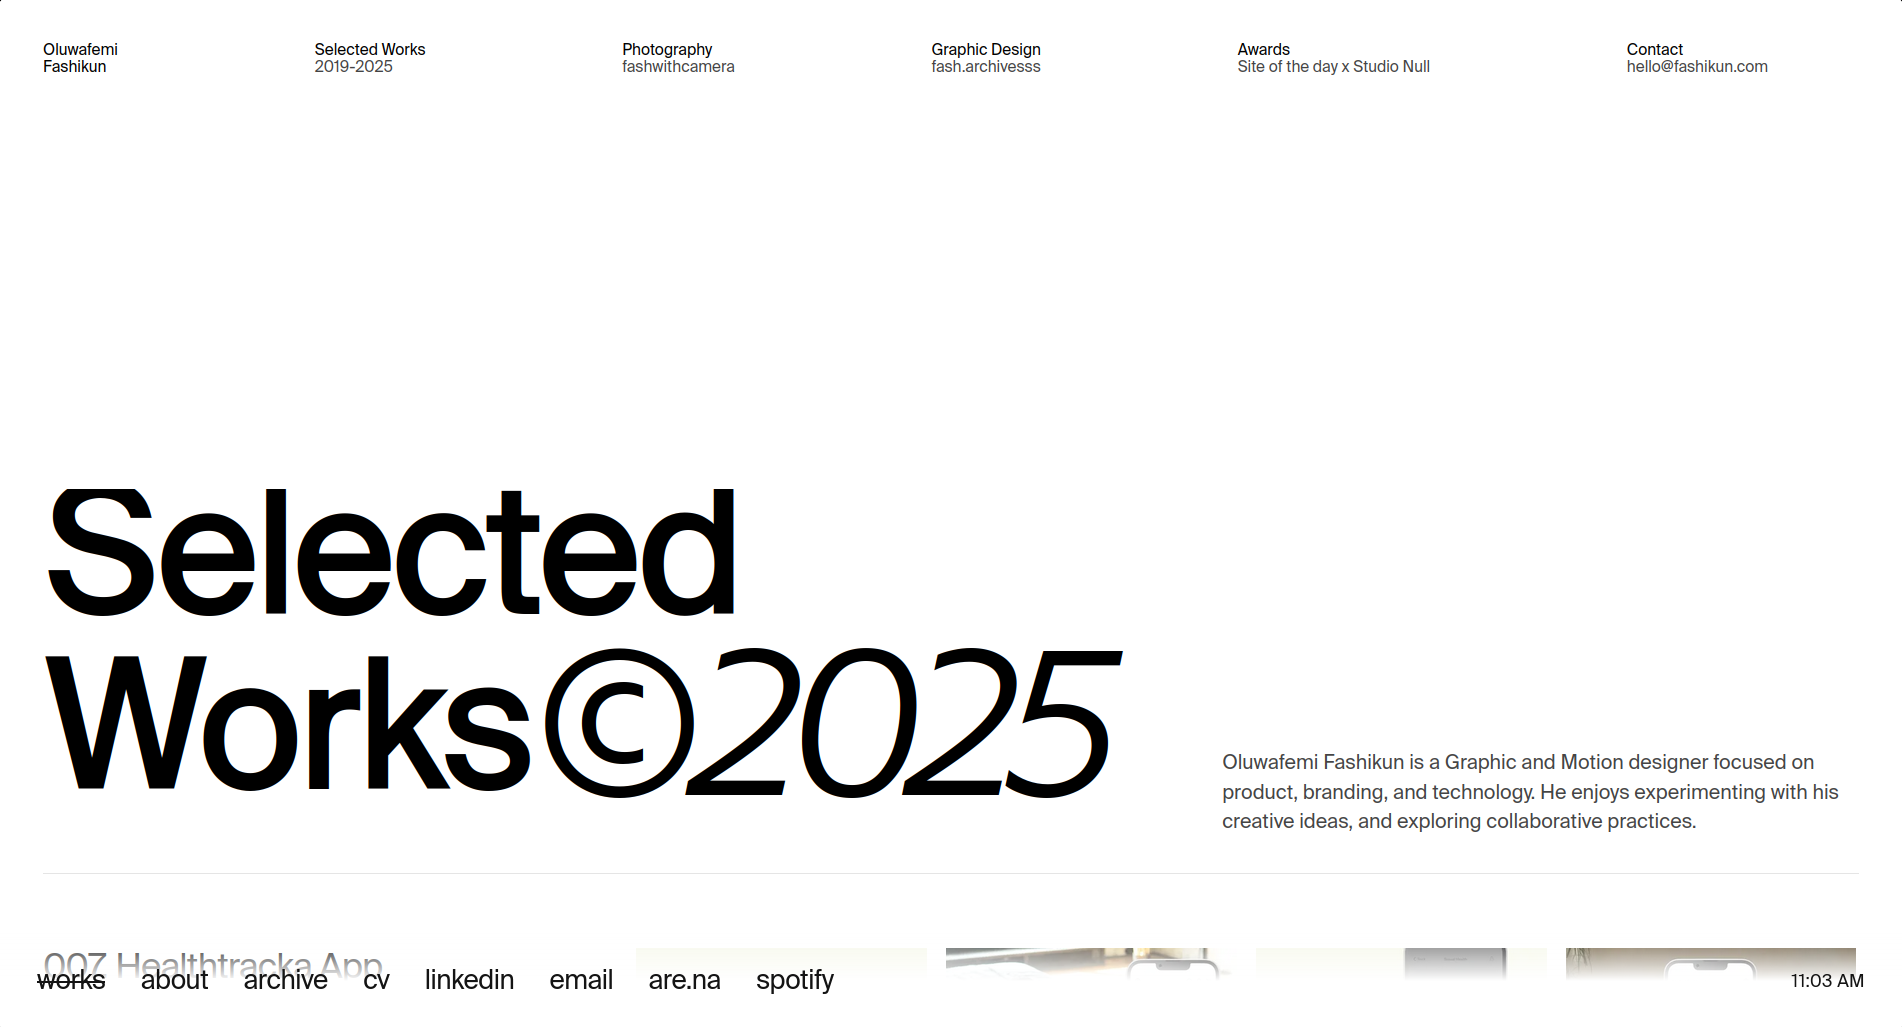 Oluwafemi
Fashikun
Selected Works
2019-2025
Photography
fashwithcamera
Graphic Design
fash.archivesss
Awards
Site of the day x Studio Null
Contact
hello@fashikun.com
Selected
Works©2025
Oluwafemi Fashikun is a Graphic and Motion designer focused on
product, branding, and technology. He enjoys experimenting with his
creative ideas, and exploring collaborative practices.
007 Healthtracka App
works about archive cv linkedin email are.na spotify
11:03 AM